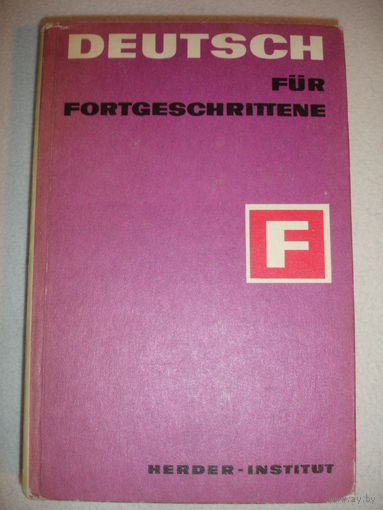 DEUTSCH
FÜR
FORTGESCHRITTENE
F
HERDER-INSTITUT